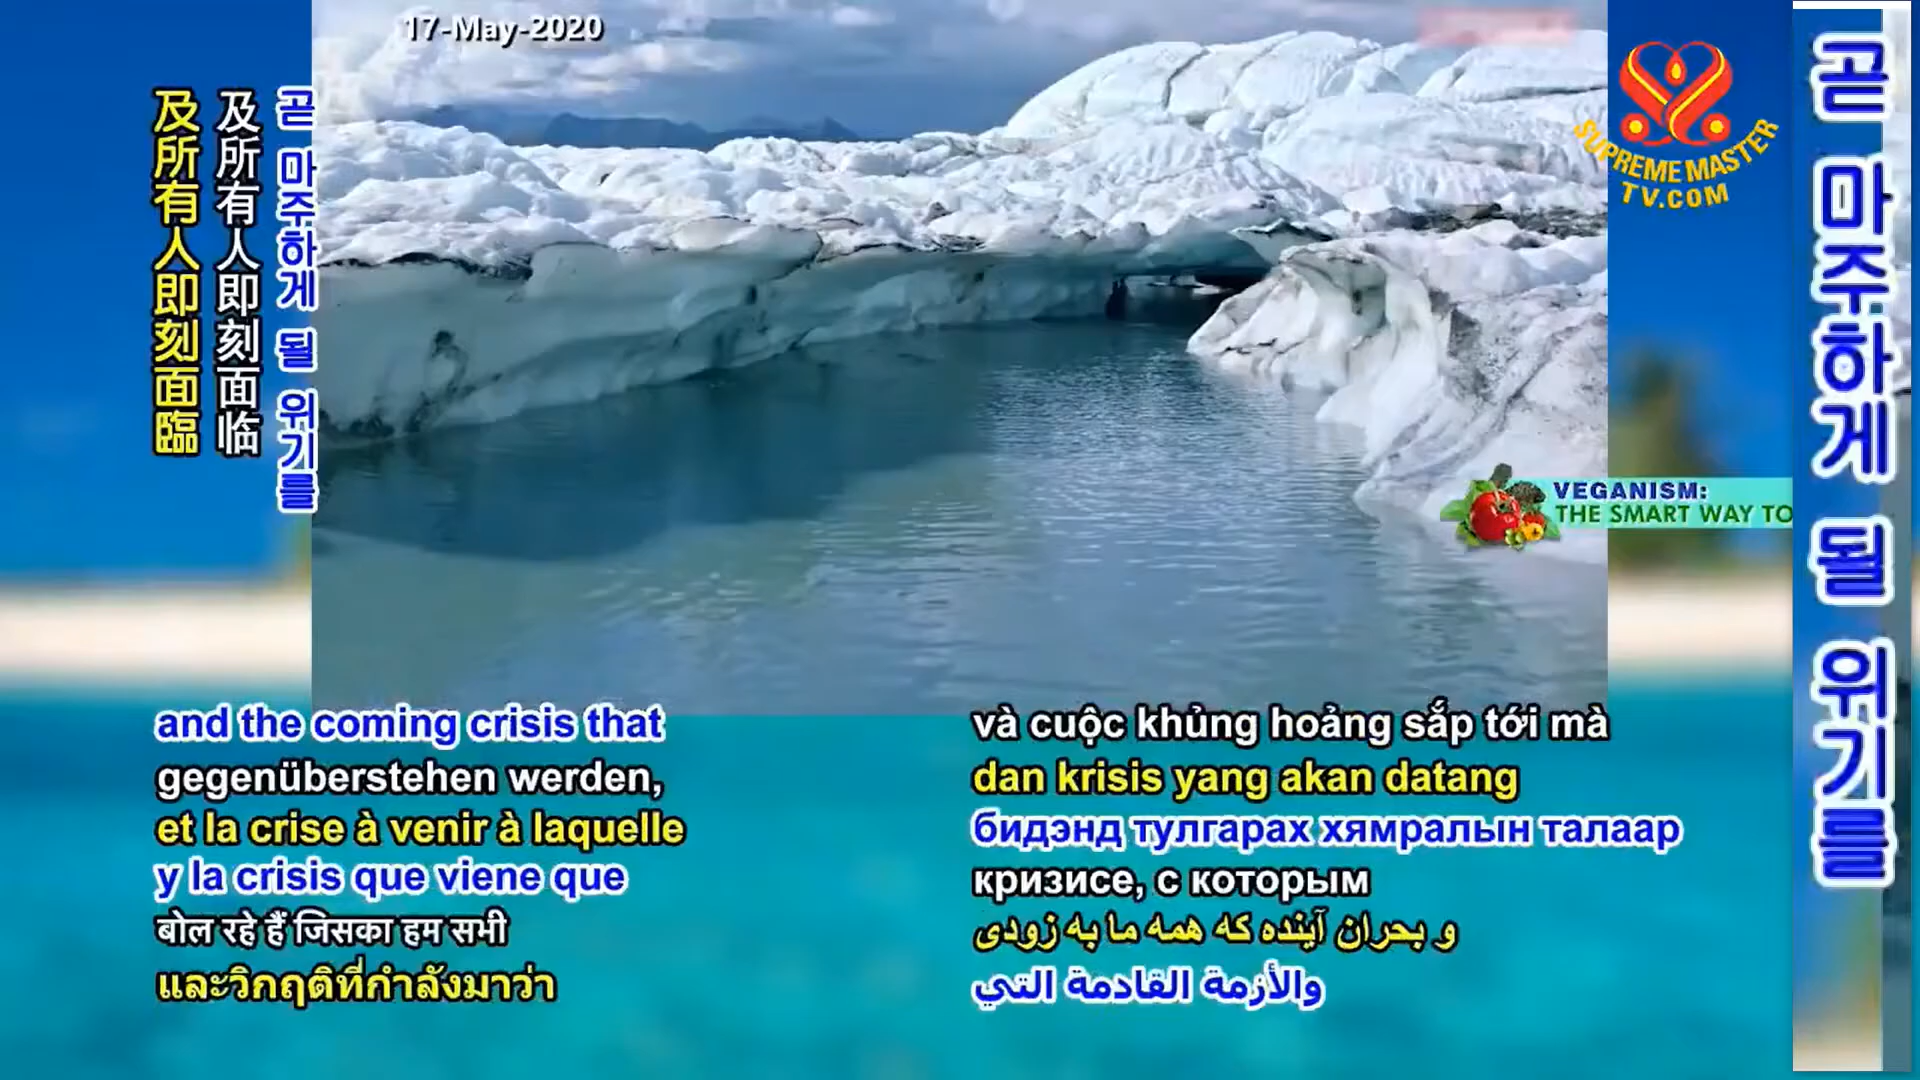 17-May-2020
SUPREME MASTER
TV.COM
곧 마주하게 될 위기를
及所有人即刻面临
及所有人即刻面臨
곧 마주하게 될 위기를
VEGANISM:
THE SMART WAY TO
and the coming crisis that
gegenüberstehen werden,
et la crise à venir à laquelle
y la crisis que viene que
बोल रहे हैं जिसका हम सभी
และวิกฤติที่กำลังมาว่า
và cuộc khủng hoảng sắp tới mà
dan krisis yang akan datang
бидэнд тулгарах хямралын талаар
кризисе, с которым
و بحران آینده که همه ما به زودی
والأزمة القادمة التي